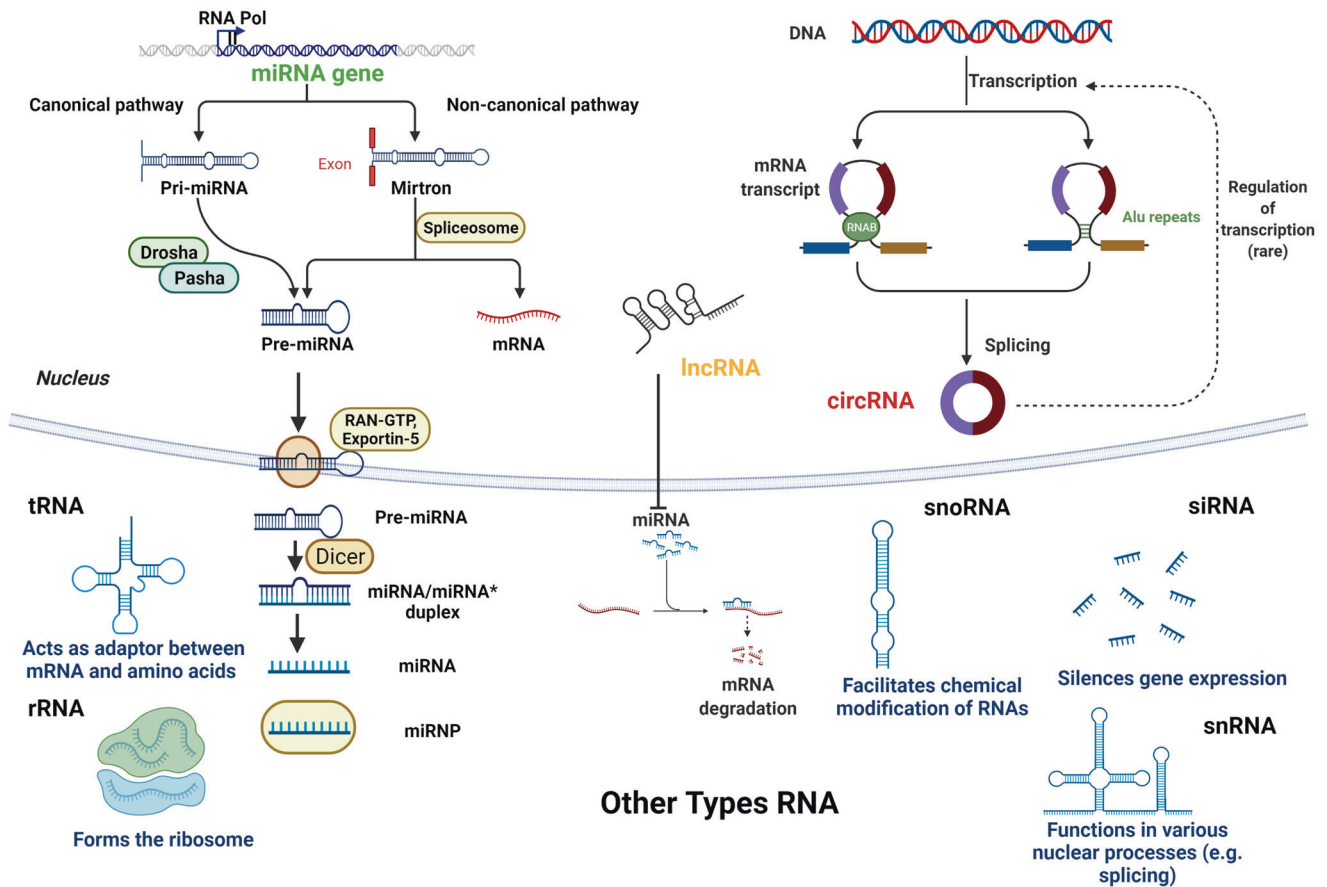 RNA Pol
miRNA gene
Canonical pathway
Non-canonical pathway
Exon
Pri-miRNA
Mirtron
Spliceosome
Drosha
Pasha
Pre-miRNA
mRNA
Nucleus
RAN-GTP,
Exportin-5
Pre-miRNA
Dicer
miRNA/miRNA*
duplex
miRNA
miRNP
tRNA
Acts as adaptor between
mRNA and amino acids
rRNA
Forms the ribosome
lncRNA
miRNA
mRNA
degradation
DNA
Transcription
mRNA
transcript
RNAB
Alu repeats
Regulation
of
transcription
(rare)
Splicing
circRNA
snoRNA
Facilitates chemical
modification of RNAs
siRNA
Silences gene expression
snRNA
Functions in various
nuclear processes (e.g.
splicing)
Other Types RNA